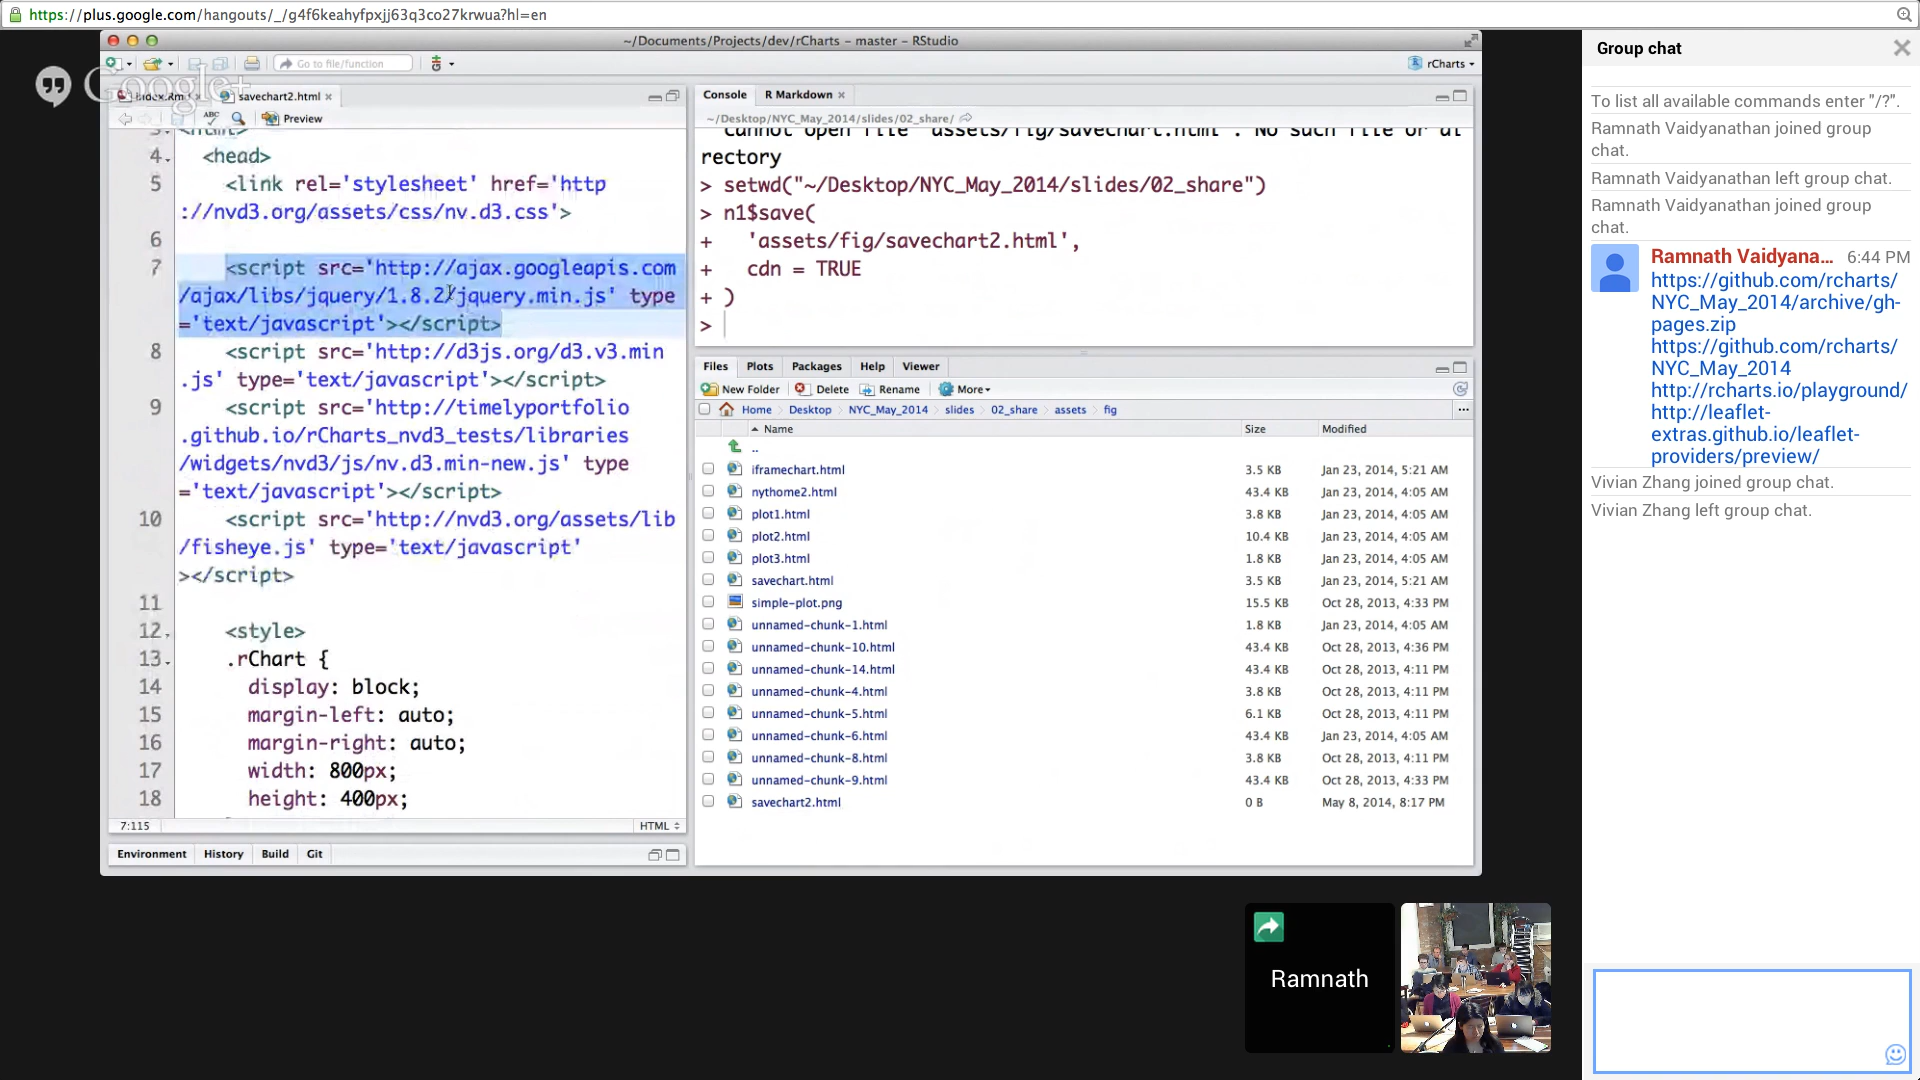 https://plus.google.com/hangouts/_/g4f6keahyfpxjj63q3co27krwua?hl=en
~/Documents/Projects/dev/rCharts – master – RStudio
Go to file/function
rCharts
Google+
index.Rmd
savechart2.html
Preview
<html>
4
<head>
5
<link rel='stylesheet' href='http
://nvd3.org/assets/css/nv.d3.css'>
6
7
<script src='http://ajax.googleapis.com
/ajax/libs/jquery/1.8.2/jquery.min.js' type
='text/javascript'></script>
8
<script src='http://d3js.org/d3.v3.min
.js' type='text/javascript'></script>
9
<script src='http://timelyportfolio
.github.io/rCharts_nvd3_tests/libraries
/widgets/nvd3/js/nv.d3.min-new.js' type
='text/javascript'></script>
10
<script src='http://nvd3.org/assets/lib
/fisheye.js' type='text/javascript'
></script>
11
12
<style>
13
.rChart {
14
display: block;
15
margin-left: auto;
16
margin-right: auto;
17
width: 800px;
18
height: 400px;
7:115
HTML
Environment History Build Git
Console R Markdown
~/Desktop/NYC_May_2014/slides/02_share/
cannot open file 'assets/fig/savechart.html': No such file or di
rectory
> setwd("~/Desktop/NYC_May_2014/slides/02_share")
> n1$save(
+ 'assets/fig/savechart2.html',
+ cdn = TRUE
+ )
>
Files Plots Packages Help Viewer
New Folder Delete Rename More
Home Desktop NYC_May_2014 slides 02_share assets fig ...
Name Size Modified
..
iframechart.html 3.5 KB Jan 23, 2014, 5:21 AM
nythome2.html 43.4 KB Jan 23, 2014, 4:05 AM
plot1.html 3.8 KB Jan 23, 2014, 4:05 AM
plot2.html 10.4 KB Jan 23, 2014, 4:05 AM
plot3.html 1.8 KB Jan 23, 2014, 4:05 AM
savechart.html 3.5 KB Jan 23, 2014, 5:21 AM
simple-plot.png 15.5 KB Oct 28, 2013, 4:33 PM
unnamed-chunk-1.html 1.8 KB Jan 23, 2014, 4:05 AM
unnamed-chunk-10.html 43.4 KB Oct 28, 2013, 4:36 PM
unnamed-chunk-14.html 43.4 KB Oct 28, 2013, 4:11 PM
unnamed-chunk-4.html 3.8 KB Oct 28, 2013, 4:11 PM
unnamed-chunk-5.html 6.1 KB Oct 28, 2013, 4:11 PM
unnamed-chunk-6.html 43.4 KB Jan 23, 2014, 4:05 AM
unnamed-chunk-8.html 3.8 KB Oct 28, 2013, 4:11 PM
unnamed-chunk-9.html 43.4 KB Oct 28, 2013, 4:33 PM
savechart2.html 0 B May 8, 2014, 8:17 PM
Ramnath
Group chat
To list all available commands enter "/?".
Ramnath Vaidyanathan joined group
chat.
Ramnath Vaidyanathan left group chat.
Ramnath Vaidyanathan joined group
chat.
Ramnath Vaidyana... 6:44 PM
https://github.com/rcharts/
NYC_May_2014/archive/gh-
pages.zip
https://github.com/rcharts/
NYC_May_2014
http://rcharts.io/playground/
http://leaflet-
extras.github.io/leaflet-
providers/preview/
Vivian Zhang joined group chat.
Vivian Zhang left group chat.